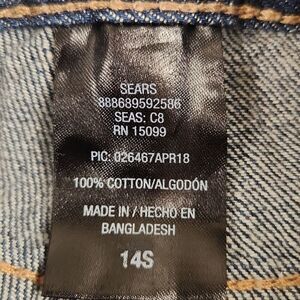 SEARS
888689592586
SEAS: C8
RN 15099
PIC: 026467APR18
100% COTTON/ALGODÓN
MADE IN / HECHO EN
BANGLADESH
14S